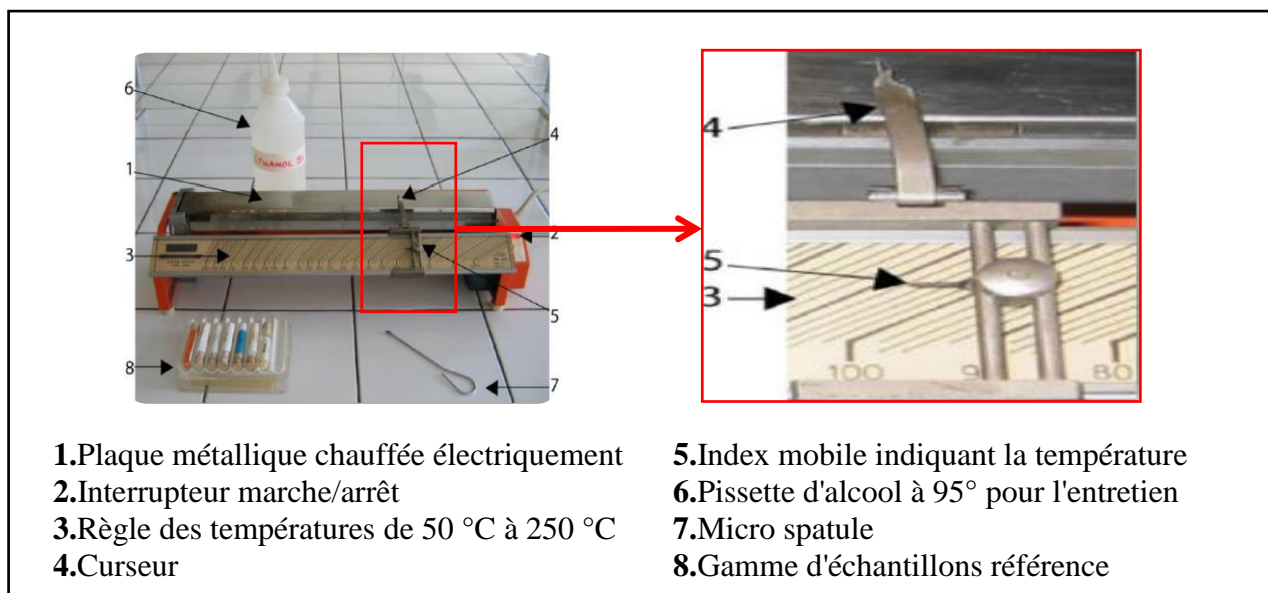 6
4
1
3
2
5
8
7
ETHANOL
4
5
3
100
9
80
1.Plaque métallique chauffée électriquement
2.Interrupteur marche/arrêt
3.Règle des températures de 50 °C à 250 °C
4.Curseur
5.Index mobile indiquant la température
6.Pissette d'alcool à 95° pour l'entretien
7.Micro spatule
8.Gamme d'échantillons référence